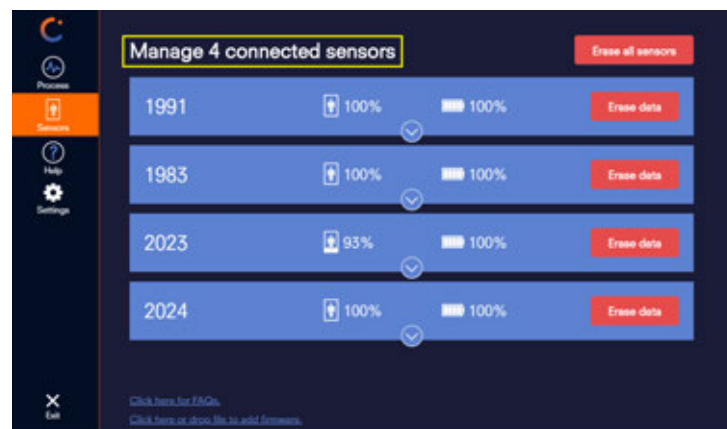 Manage 4 connected sensors
Erase all sensors
Process
Sensors
Help
Settings
Exit
1991 100% 100% Erase data
1983 100% 100% Erase data
2023 93% 100% Erase data
2024 100% 100% Erase data
Click here for FAQs.
Click here or drop file to add firmware.